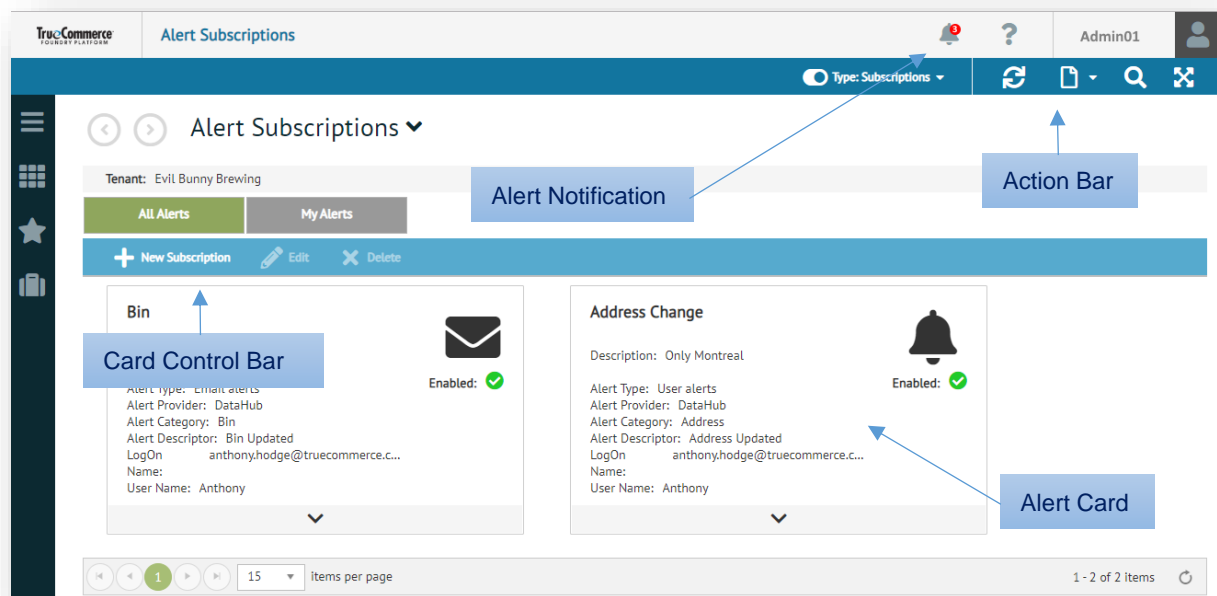 TrueCommerce
FOUNDRY PLATFORM
Alert Subscriptions
3
?
Admin01
Type: Subscriptions
Alert Subscriptions
Action Bar
Alert Notification
Tenant: Evil Bunny Brewing
All Alerts
My Alerts
New Subscription
Edit
Delete
Bin
Card Control Bar
Enabled:
Alert Type: Email alerts
Alert Provider: DataHub
Alert Category: Bin
Alert Descriptor: Bin Updated
LogOn anthony.hodge@truecommerce.c...
Name:
User Name: Anthony
Address Change
Description: Only Montreal
Enabled:
Alert Type: User alerts
Alert Provider: DataHub
Alert Category: Address
Alert Descriptor: Address Updated
LogOn anthony.hodge@truecommerce.c...
Name:
User Name: Anthony
Alert Card
1
15
items per page
1 - 2 of 2 items